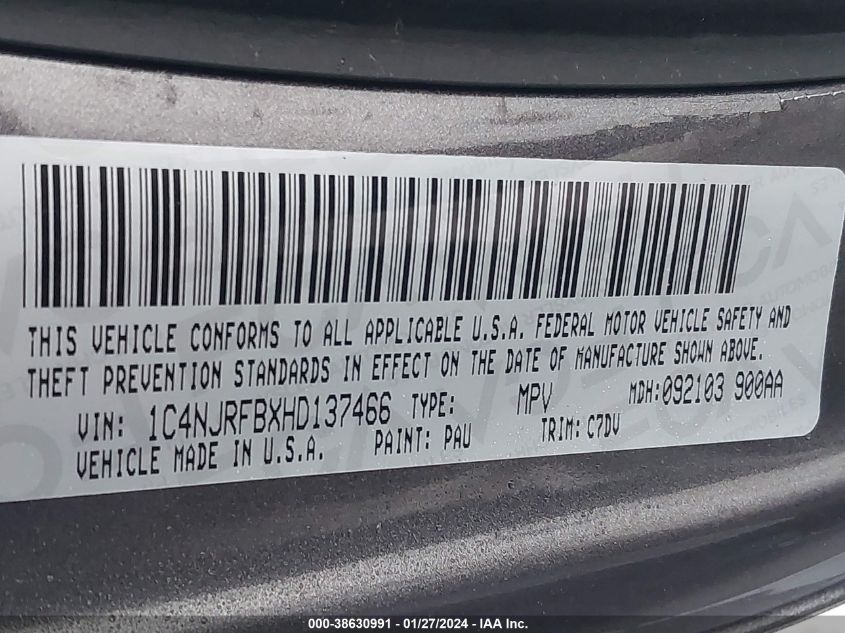 THIS VEHICLE CONFORMS TO ALL APPLICABLE U.S.A. FEDERAL MOTOR VEHICLE SAFETY AND
THEFT PREVENTION STANDARDS IN EFFECT ON THE DATE OF MANUFACTURE SHOWN ABOVE.
VIN: 1C4NJRFBXHD137466 TYPE: MPV MDH:092103 900AA
VEHICLE MADE IN U.S.A. PAINT: PAU TRIM: C7DV
000-38630991 - 01/27/2024 - IAA Inc.